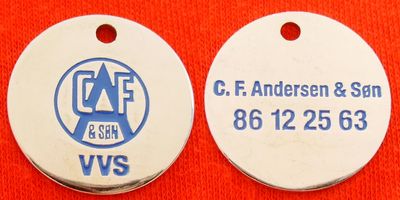 CAF
& SØN
VVS
C. F. Andersen & Søn
86 12 25 63